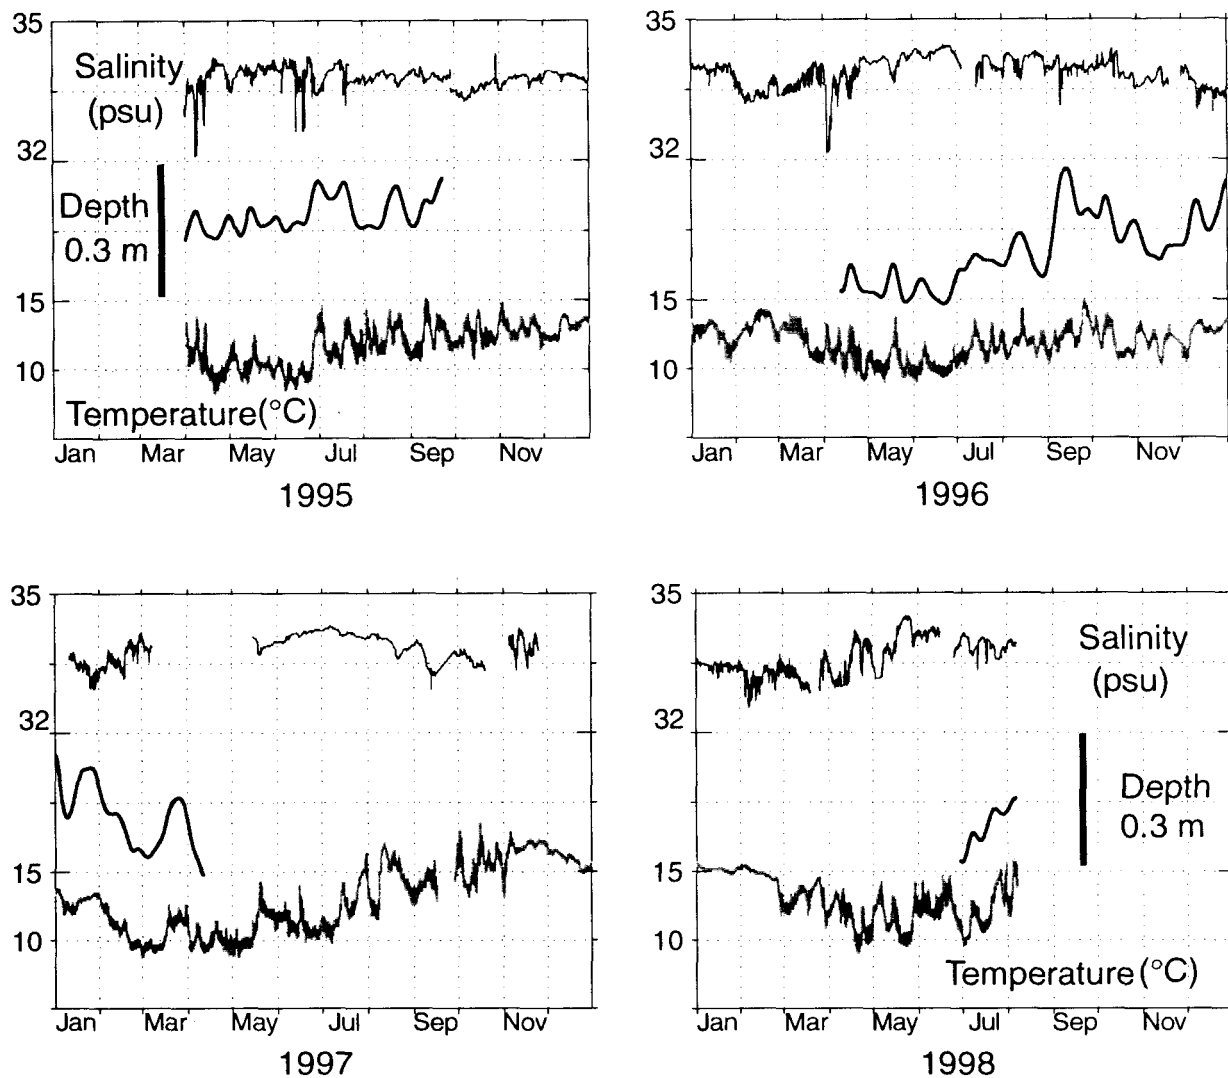 35
Salinity
(psu)
32
Depth
0.3 m
15
10
Temperature(°C)
Jan Mar May Jul Sep Nov
1995
35
32
15
10
Jan Mar May Jul Sep Nov
1996
35
32
15
10
Jan Mar May Jul Sep Nov
1997
35
Salinity
(psu)
32
Depth
0.3 m
15
10
Temperature(°C)
Jan Mar May Jul Sep Nov
1998